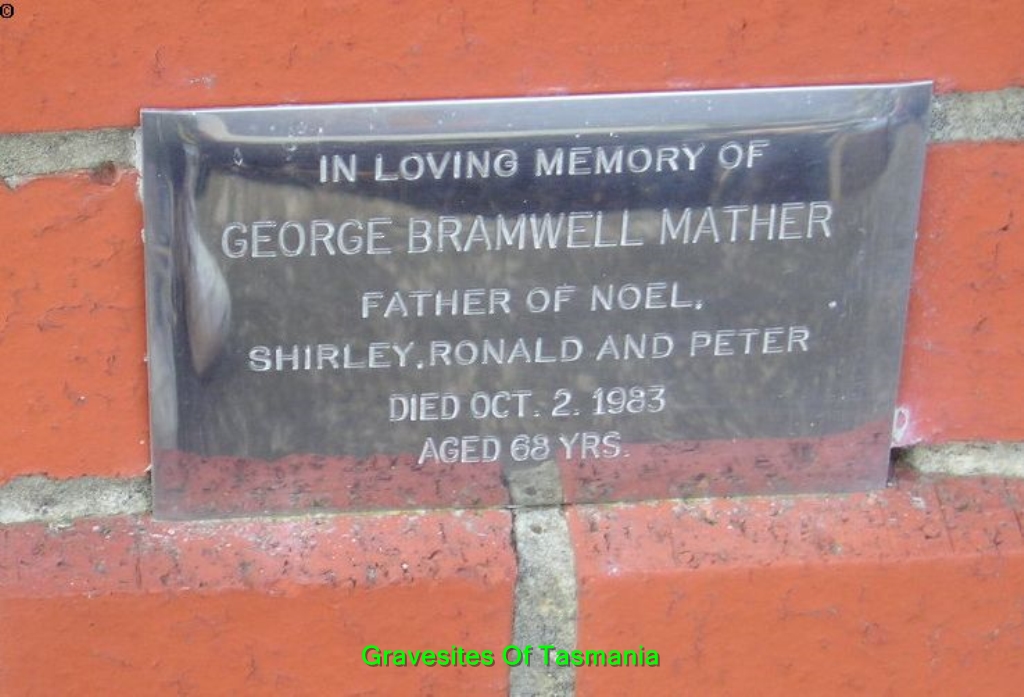 ©
IN LOVING MEMORY OF
GEORGE BRAMWELL MATHER
FATHER OF NOEL,
SHIRLEY, RONALD AND PETER
DIED OCT. 2. 1983
AGED 68 YRS.
Gravesites Of Tasmania